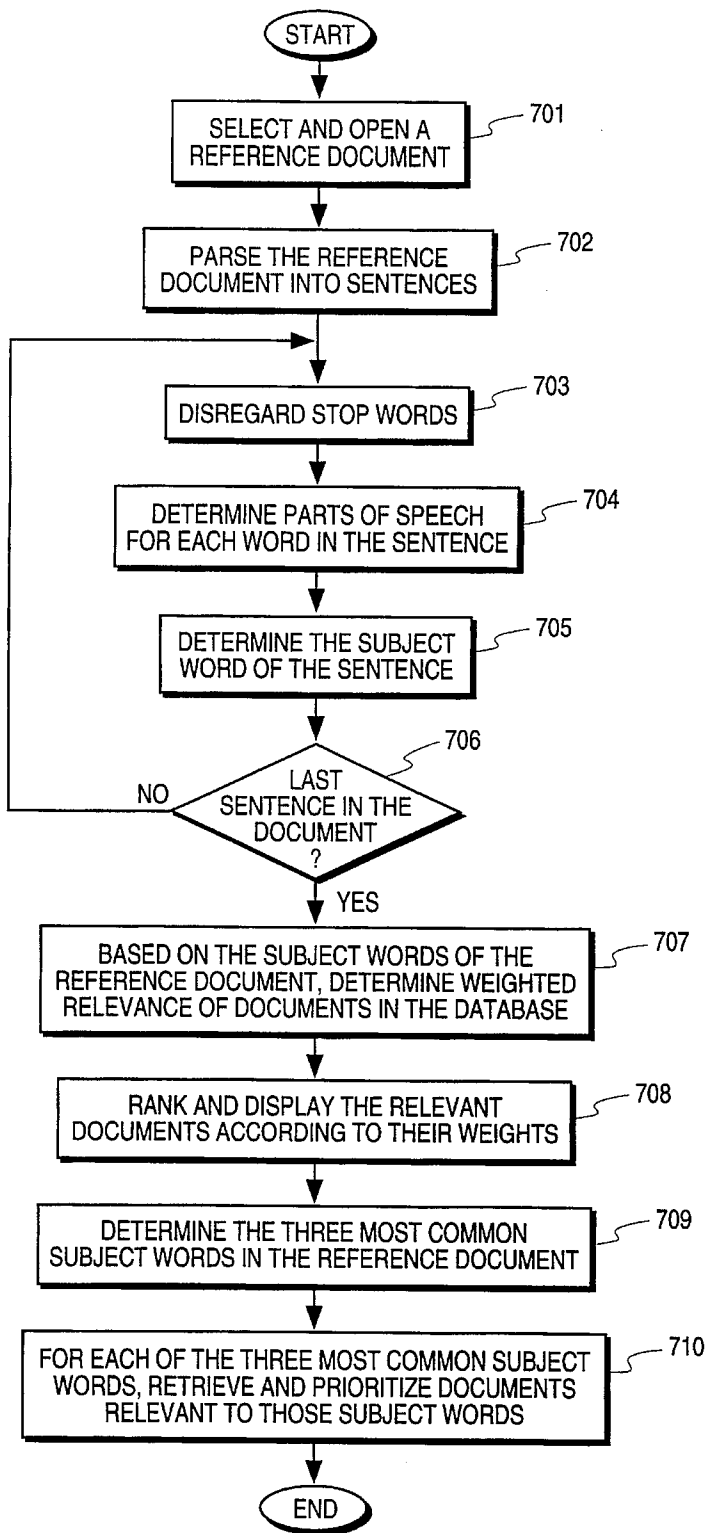 START
SELECT AND OPEN A
REFERENCE DOCUMENT
701
PARSE THE REFERENCE
DOCUMENT INTO SENTENCES
702
DISREGARD STOP WORDS
703
DETERMINE PARTS OF SPEECH
FOR EACH WORD IN THE SENTENCE
704
DETERMINE THE SUBJECT
WORD OF THE SENTENCE
705
LAST
SENTENCE IN THE
DOCUMENT
?
706
NO
YES
BASED ON THE SUBJECT WORDS OF THE
REFERENCE DOCUMENT, DETERMINE WEIGHTED
RELEVANCE OF DOCUMENTS IN THE DATABASE
707
RANK AND DISPLAY THE RELEVANT
DOCUMENTS ACCORDING TO THEIR WEIGHTS
708
DETERMINE THE THREE MOST COMMON
SUBJECT WORDS IN THE REFERENCE DOCUMENT
709
FOR EACH OF THE THREE MOST COMMON SUBJECT
WORDS, RETRIEVE AND PRIORITIZE DOCUMENTS
RELEVANT TO THOSE SUBJECT WORDS
710
END